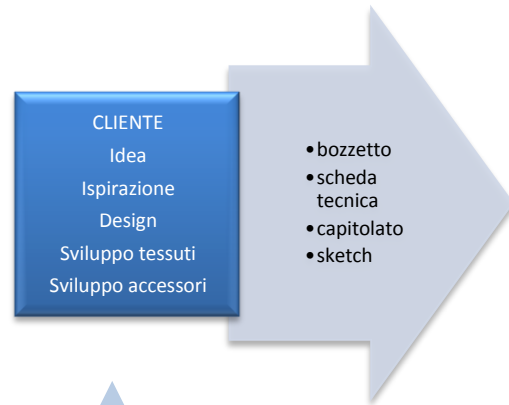 CLIENTE
Idea
Ispirazione
Design
Sviluppo tessuti
Sviluppo accessori
•bozzetto
•scheda
tecnica
•capitolato
•sketch